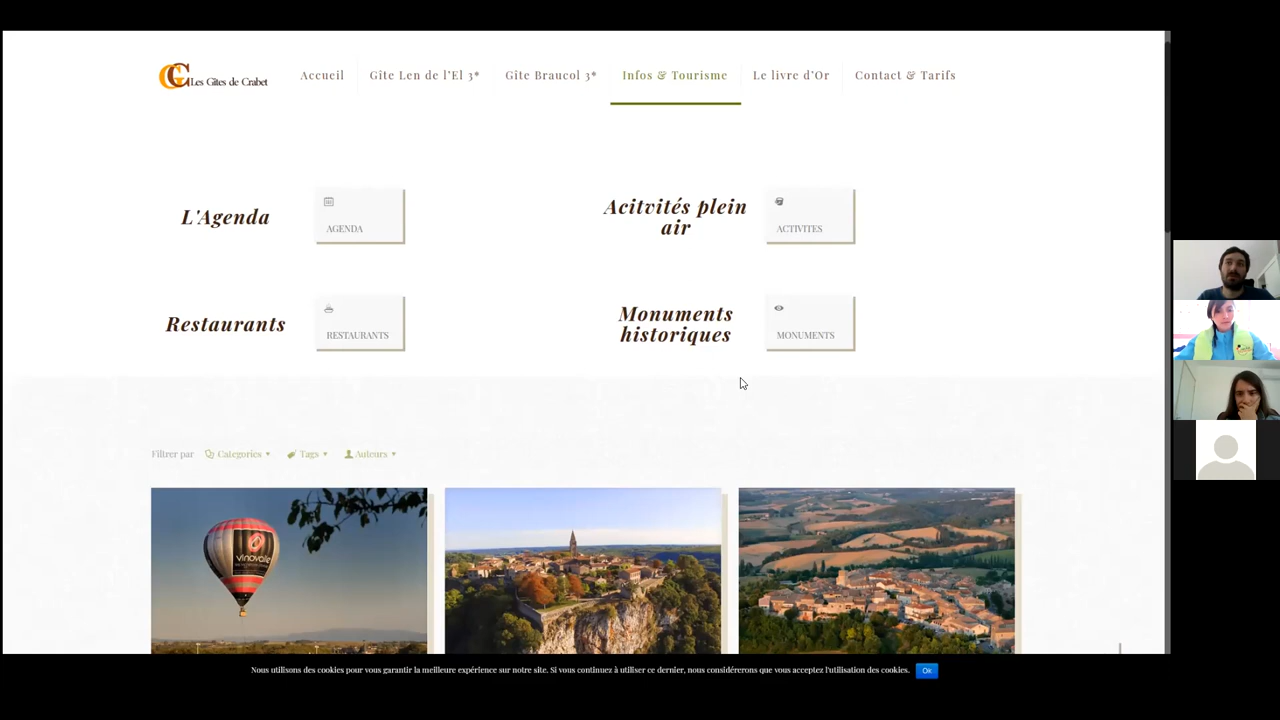 Les Gîtes de Crabet
Accueil
Gîte Len de l'El 3*
Gîte Braucol 3*
Infos & Tourisme
Le livre d'Or
Contact & Tarifs
L'Agenda
AGENDA
Acitvités plein
air
ACTIVITES
Restaurants
RESTAURANTS
Monuments
historiques
MONUMENTS
Filtrer par Categories Tags Auteurs
vinovalie
Nous utilisons des cookies pour vous garantir la meilleure expérience sur notre site. Si vous continuez à utiliser ce dernier, nous considérerons que vous acceptez l'utilisation des cookies. Ok